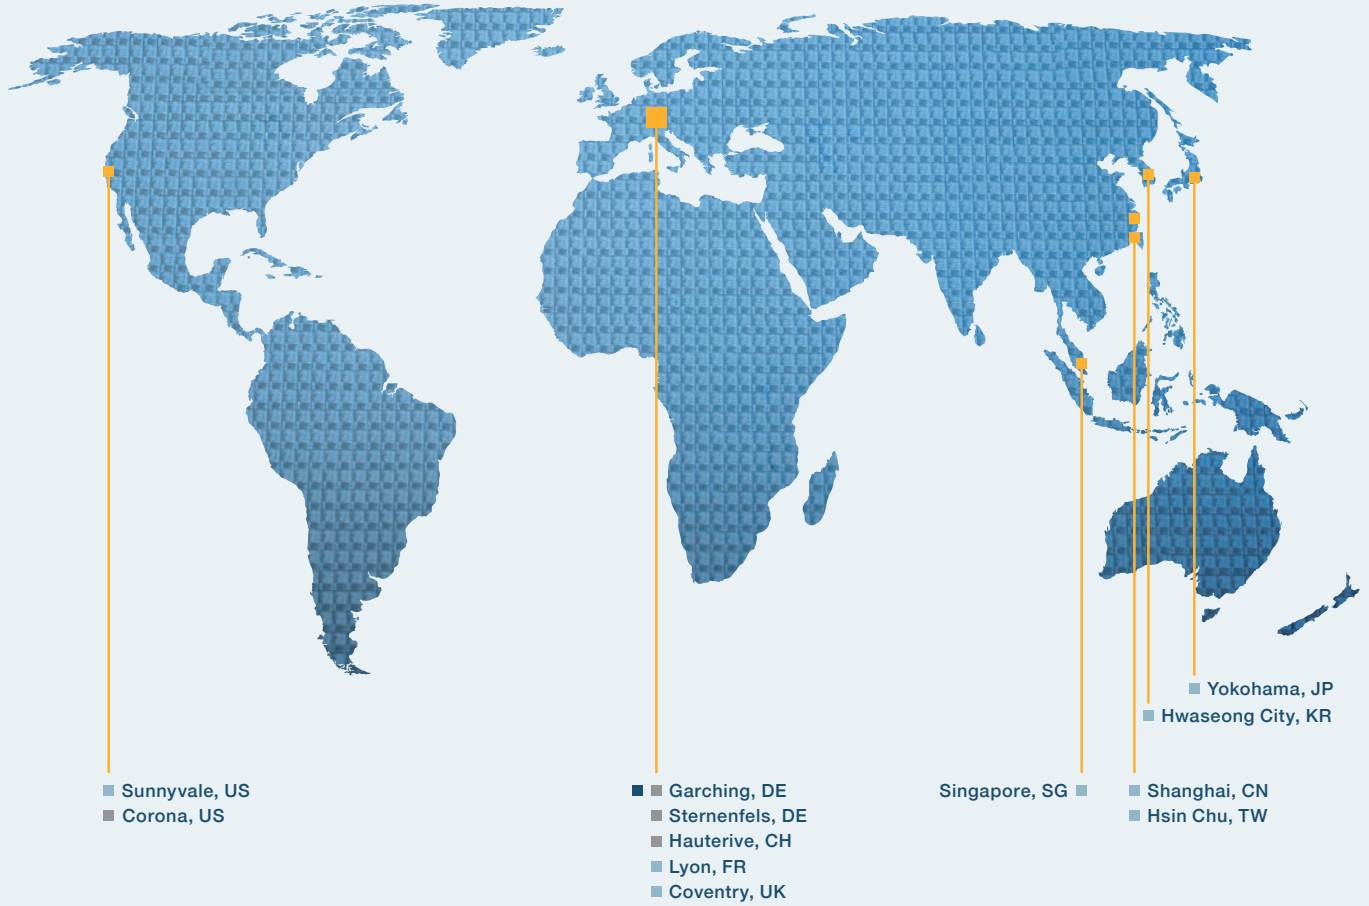 Yokohama, JP
Hwaseong City, KR
Sunnyvale, US
Corona, US
Garching, DE
Sternenfels, DE
Hauterive, CH
Lyon, FR
Coventry, UK
Singapore, SG
Shanghai, CN
Hsin Chu, TW